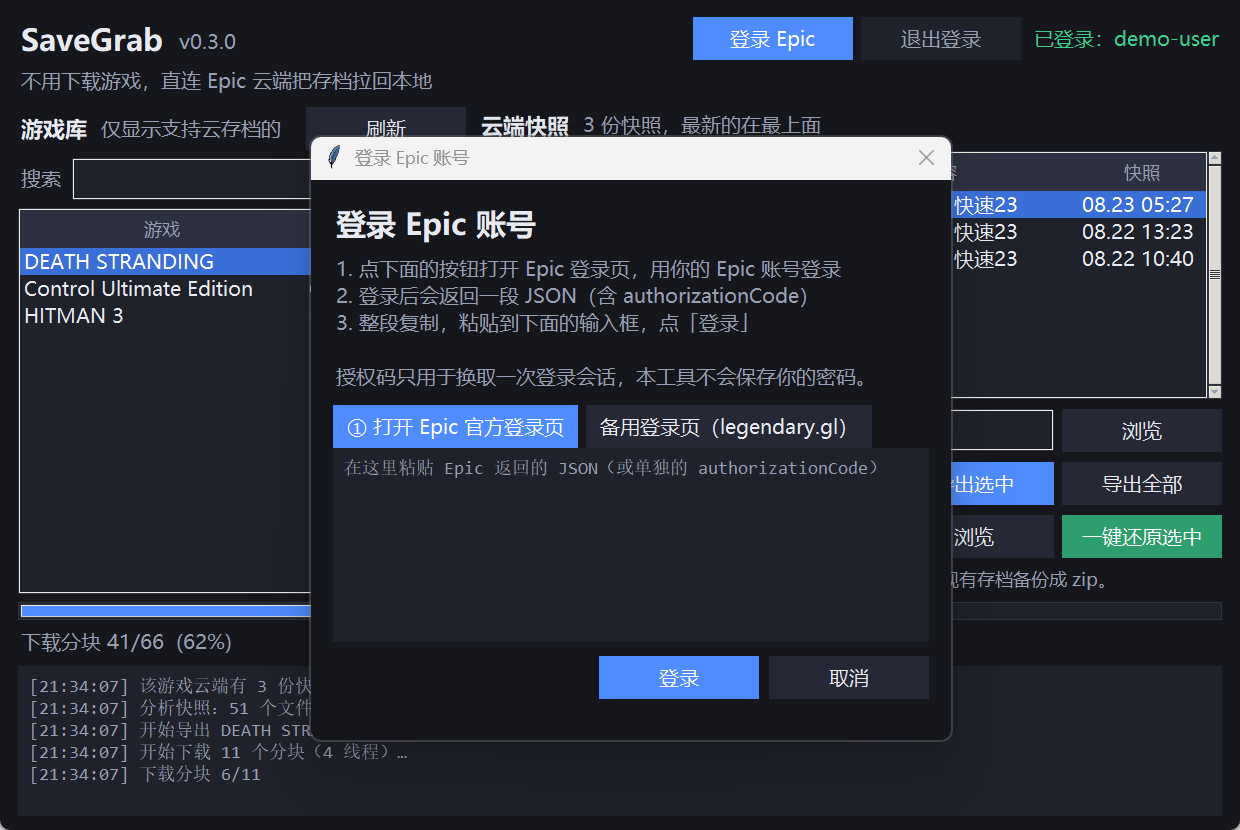 SaveGrab v0.3.0
登录 Epic
退出登录
已登录：demo-user
不用下载游戏，直连 Epic 云端把存档拉回本地
游戏库 仅显示支持云存档的
刷新
云端快照 3 份快照，最新的在最上面
搜索
游戏
DEATH STRANDING
Control Ultimate Edition
HITMAN 3
快照
快速23 08.23 05:27
快速23 08.22 13:23
快速23 08.22 10:40
登录 Epic 账号
登录 Epic 账号
1. 点下面的按钮打开 Epic 登录页，用你的 Epic 账号登录
2. 登录后会返回一段 JSON（含 authorizationCode）
3. 整段复制，粘贴到下面的输入框，点「登录」
授权码只用于换取一次登录会话，本工具不会保存你的密码。
① 打开 Epic 官方登录页
备用登录页（legendary.gl）
在这里粘贴 Epic 返回的 JSON（或单独的 authorizationCode）
登录
取消
浏览
出选中
导出全部
浏览
一键还原选中
现有存档备份成 zip。
下载分块 41/66（62%）
[21:34:07] 该游戏云端有 3 份快
[21:34:07] 分析快照：51 个文件
[21:34:07] 开始导出 DEATH STR
[21:34:07] 开始下载 11 个分块（4 线程）…
[21:34:07] 下载分块 6/11